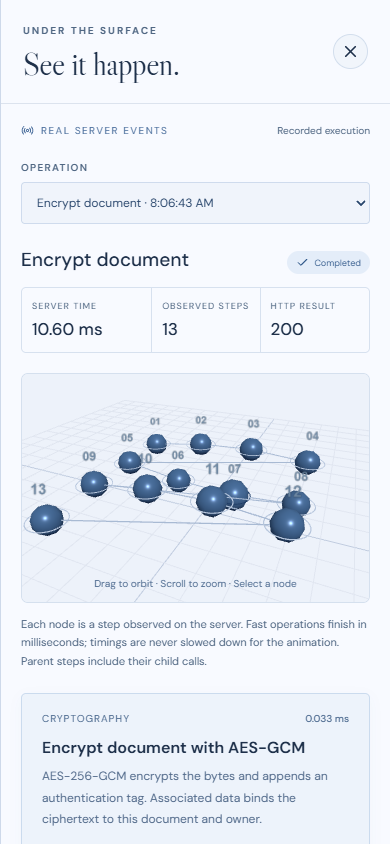 UNDER THE SURFACE
See it happen.
REAL SERVER EVENTS
Recorded execution
OPERATION
Encrypt document · 8:06:43 AM
Encrypt document
Completed
SERVER TIME
10.60 ms
OBSERVED STEPS
13
HTTP RESULT
200
01
02
03
04
05
10
06
09
11
07
08
12
13
Drag to orbit · Scroll to zoom · Select a node
Each node is a step observed on the server. Fast operations finish in
milliseconds; timings are never slowed down for the animation.
Parent steps include their child calls.
CRYPTOGRAPHY
0.033 ms
Encrypt document with AES-GCM
AES-256-GCM encrypts the bytes and appends an
authentication tag. Associated data binds the
ciphertext to this document and owner.